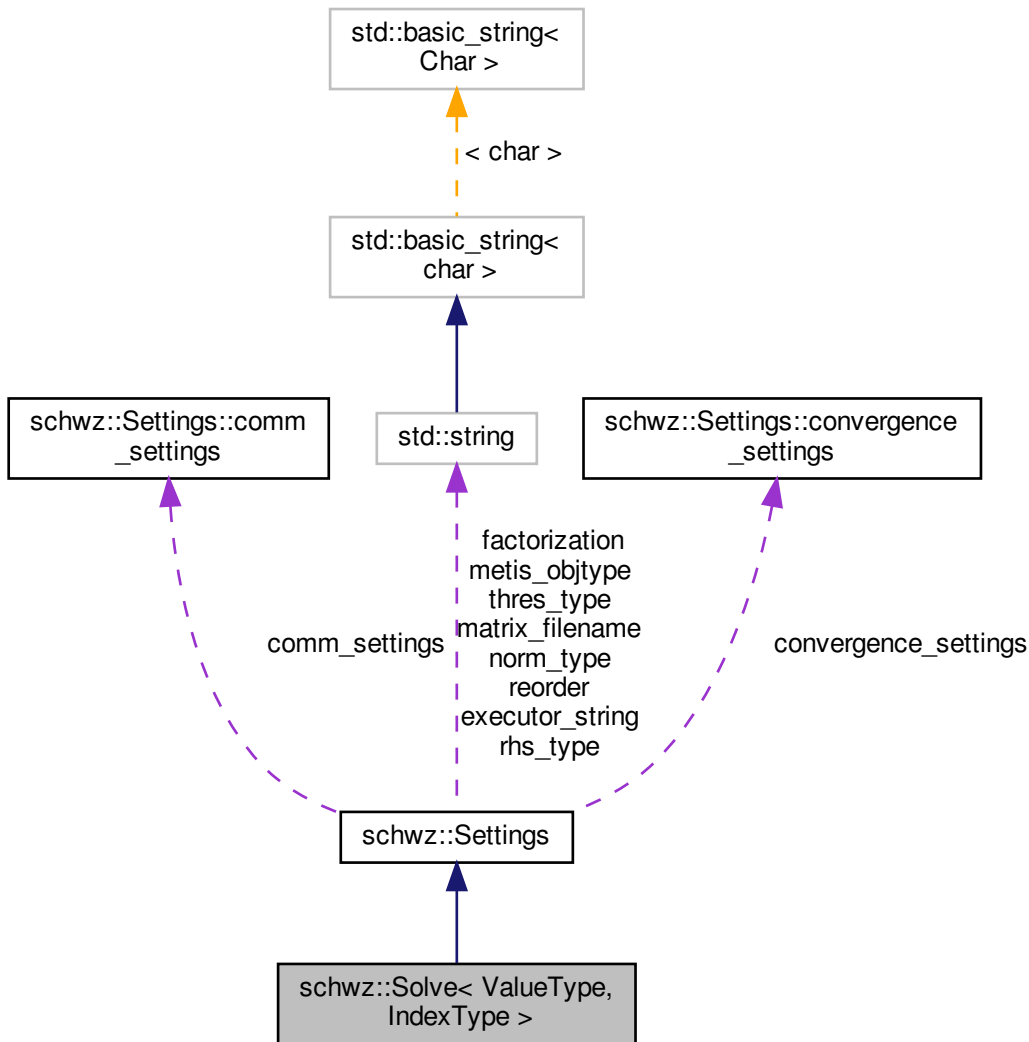 std::basic_string<
Char >
< char >
std::basic_string<
char >
schwz::Settings::comm
_settings
std::string
schwz::Settings::convergence
_settings
factorization
metis_objtype
thres_type
matrix_filename
norm_type
reorder
executor_string
rhs_type
comm_settings
convergence_settings
schwz::Settings
schwz::Solve< ValueType,
IndexType >